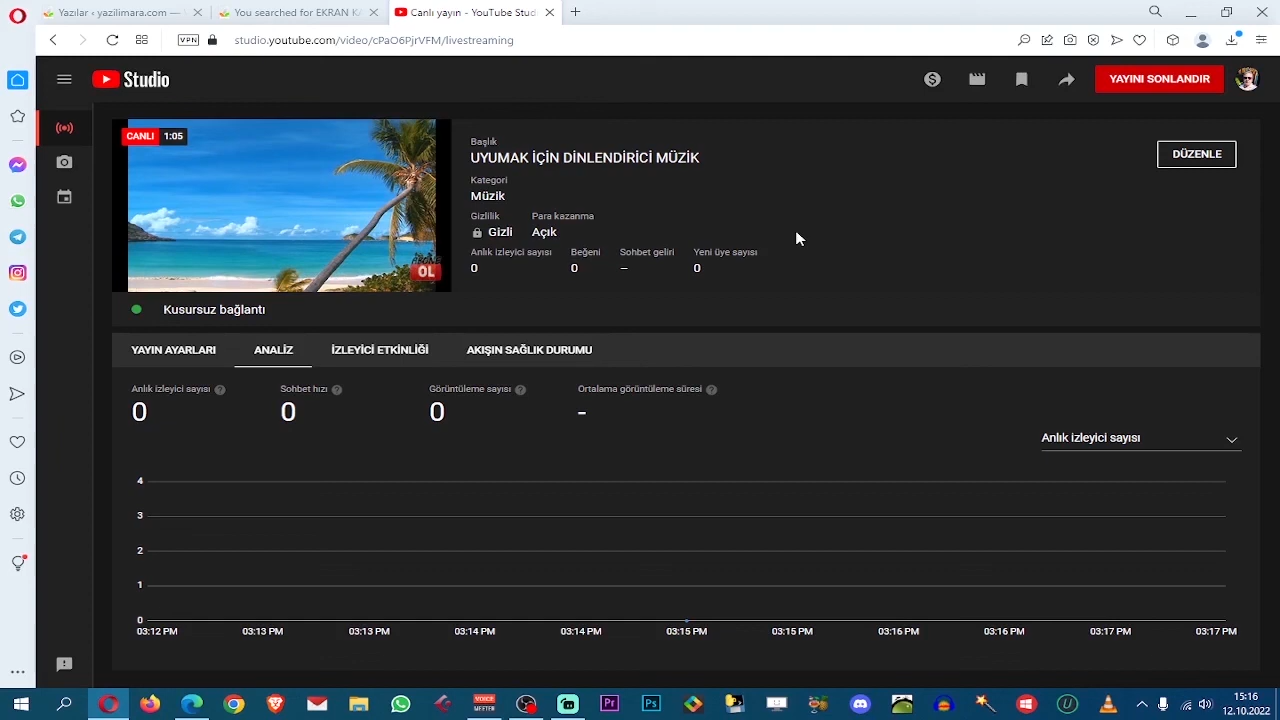 Yazılar ‹ yazilimara.com —
You searched for EKRAN KA
Canlı yayın - YouTube Stud
VPN
studio.youtube.com/video/cPaO6PjrVFM/livestreaming
Studio
YAYINI SONLANDIR
CANLI 1:05
OL
Başlık
UYUMAK İÇİN DİNLENDİRİCİ MÜZİK
DÜZENLE
Kategori
Müzik
Gizlilik Para kazanma
Gizli Açık
Anlık izleyici sayısı Beğeni Sohbet geliri Yeni üye sayısı
0 0 – 0
Kusursuz bağlantı
YAYIN AYARLARI ANALİZ İZLEYİCİ ETKİNLİĞİ AKIŞIN SAĞLIK DURUMU
Anlık izleyici sayısı ? Sohbet hızı ? Görüntüleme sayısı ? Ortalama görüntüleme süresi ?
0 0 0 –
Anlık izleyici sayısı
4
3
2
1
0
03:12 PM 03:13 PM 03:13 PM 03:14 PM 03:14 PM 03:15 PM 03:15 PM 03:16 PM 03:16 PM 03:17 PM 03:17 PM
VOICE
MEETER
Pr
Ps
15:16
12.10.2022